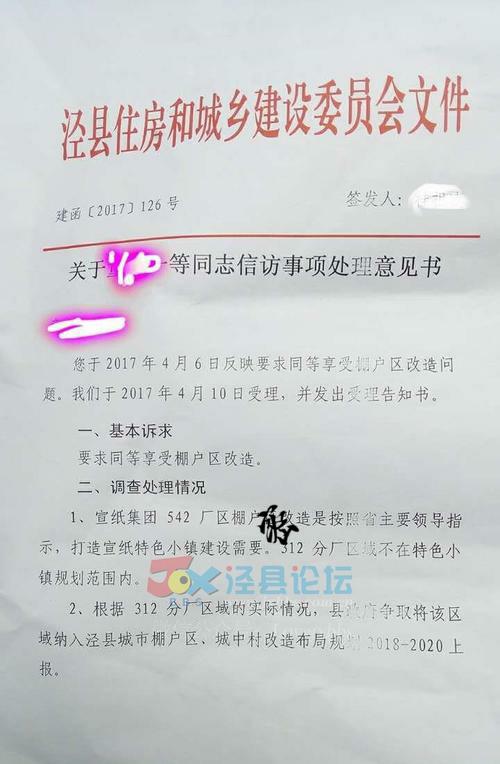 泾县住房和城乡建设委员会文件
建函〔2017〕126 号
签发人:
关于 等同志信访事项处理意见书
您于 2017 年 4 月 6 日反映要求同等享受棚户区改造问
题。我们于 2017 年 4 月 10 日受理，并发出受理告知书。
一、基本诉求
要求同等享受棚户区改造。
二、调查处理情况
1、宣纸集团 542 厂区棚户 改造是按照省主要领导指
示，打造宣纸特色小镇建设需要。312 分厂区域不在特色小
镇规划范围内。
泾县论坛
2、根据 312 分厂区域的实际情况，县政府争取将该区
域纳入泾县城市棚户区、城中村改造布局规划 2018-2020 上
报。